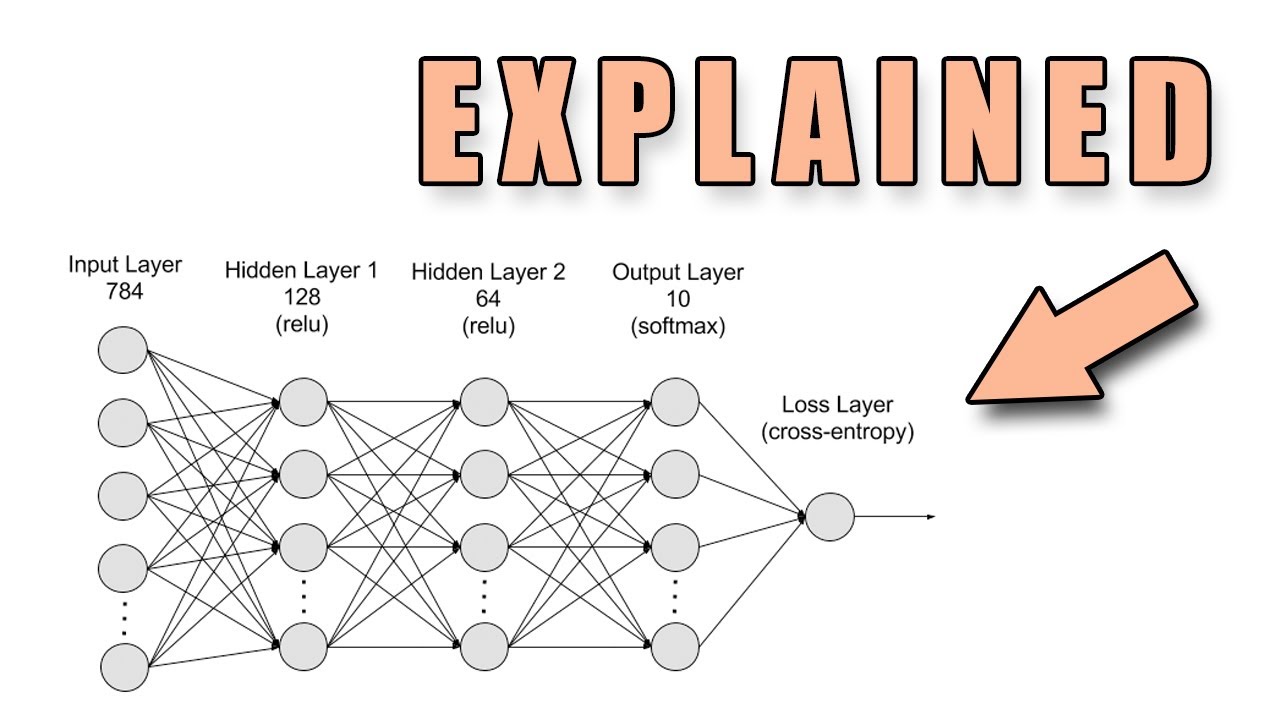 EXPLAINED
Input Layer
784
Hidden Layer 1
128
(relu)
Hidden Layer 2
64
(relu)
Output Layer
10
(softmax)
Loss Layer
(cross-entropy)